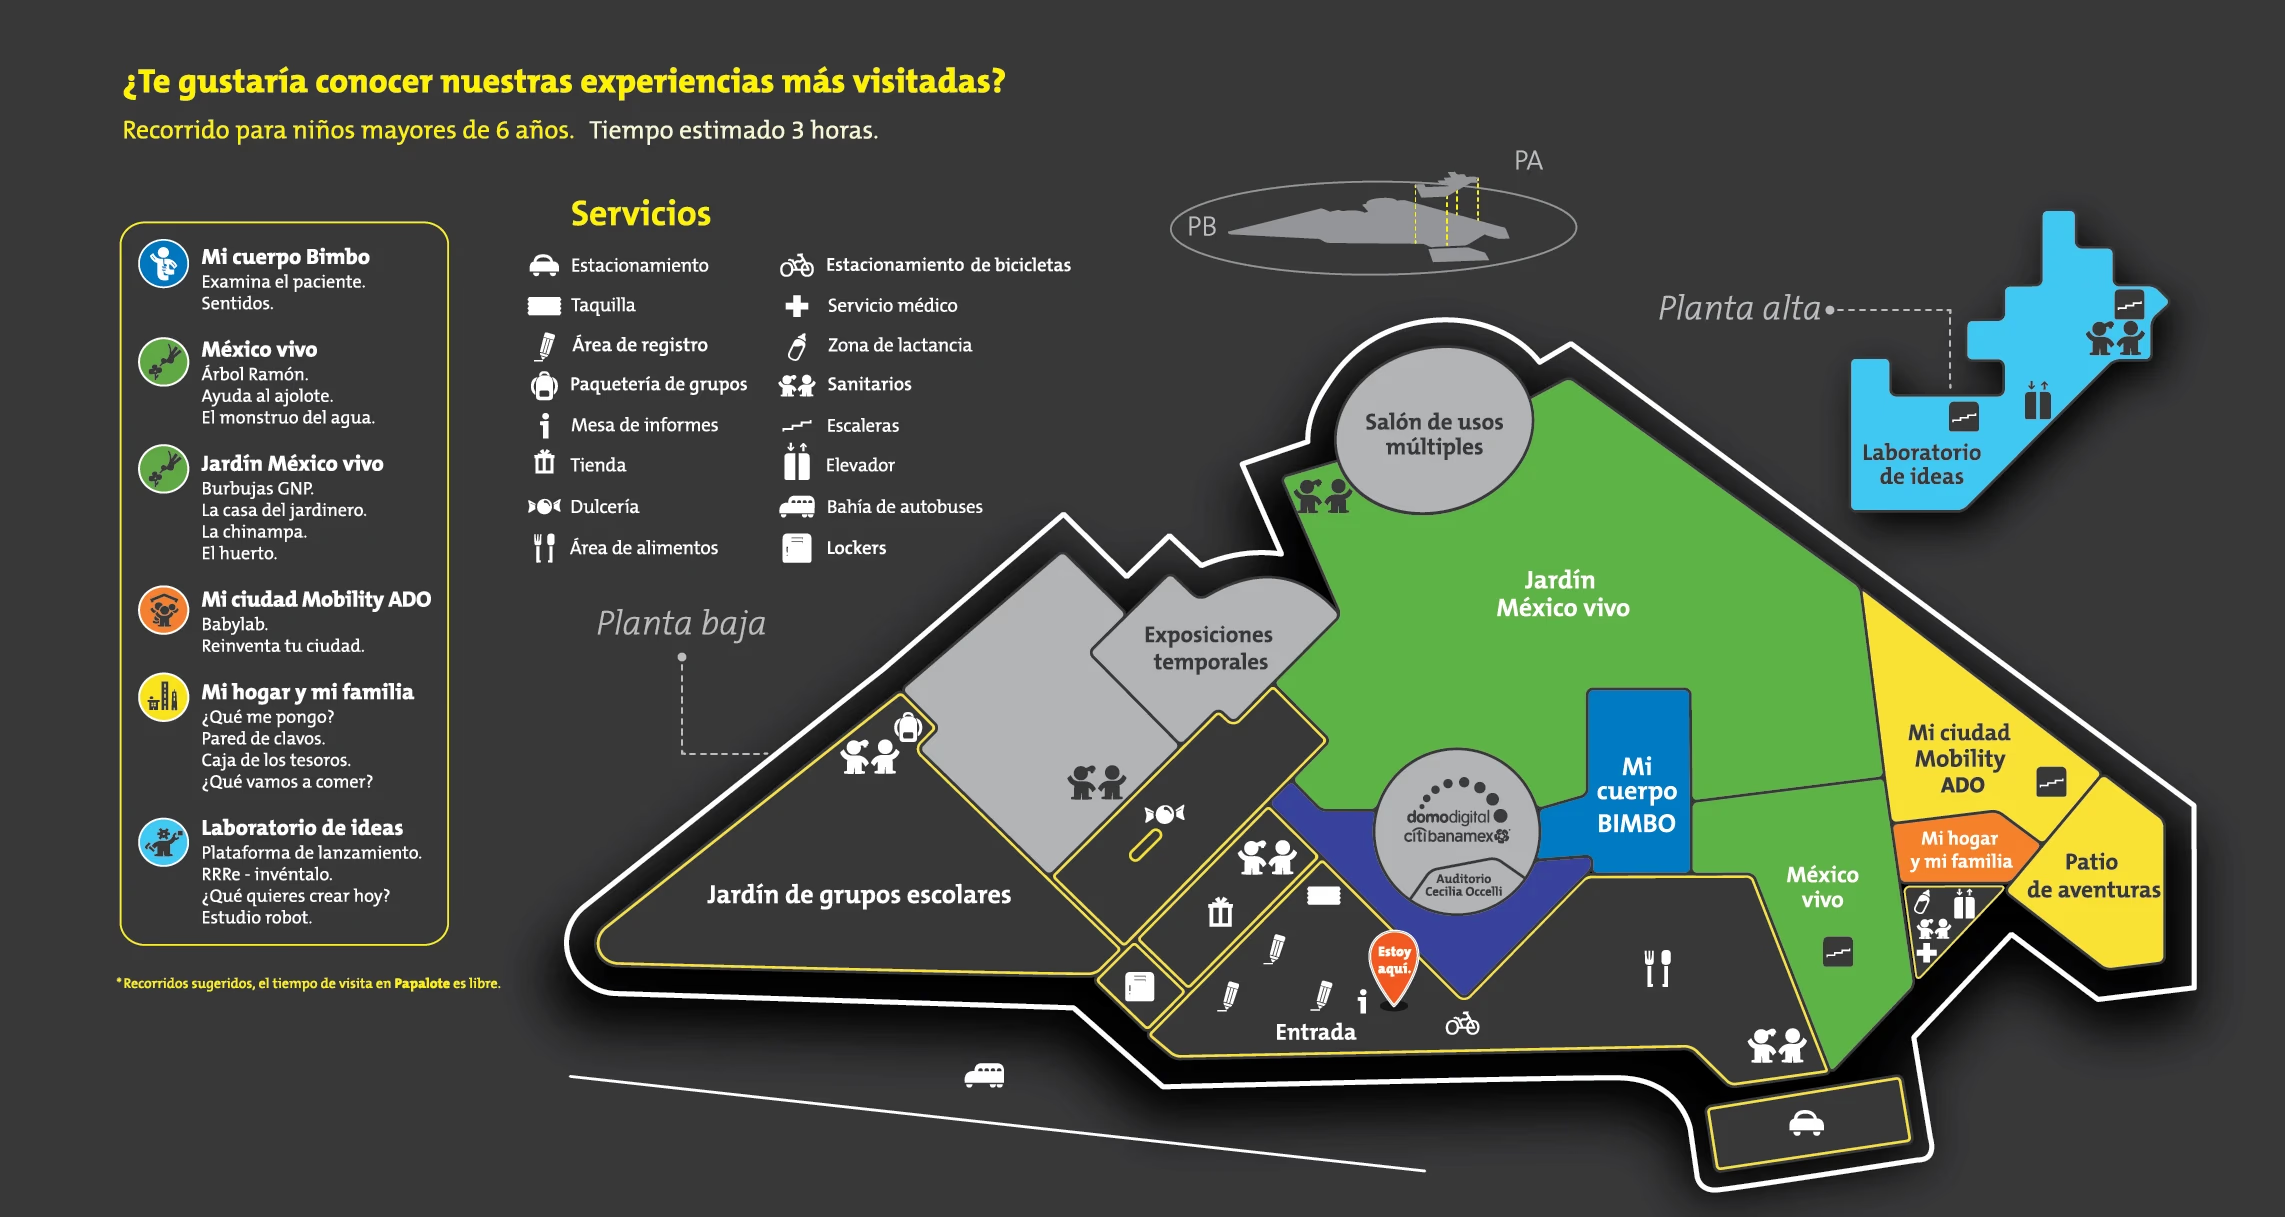 ¿Te gustaría conocer nuestras experiencias más visitadas?
Recorrido para niños mayores de 6 años. Tiempo estimado 3 horas.
Mi cuerpo Bimbo
Examina el paciente.
Sentidos.
México vivo
Árbol Ramón.
Ayuda al ajolote.
El monstruo del agua.
Jardín México vivo
Burbujas GNP.
La casa del jardinero.
La chinampa.
El huerto.
Mi ciudad Mobility ADO
Babylab.
Reinventa tu ciudad.
Mi hogar y mi familia
¿Qué me pongo?
Pared de clavos.
Caja de los tesoros.
¿Qué vamos a comer?
Laboratorio de ideas
Plataforma de lanzamiento.
RRRe - invéntalo.
¿Qué quieres crear hoy?
Estudio robot.
* Recorridos sugeridos, el tiempo de visita en Papalote es libre.
Servicios
Estacionamiento
Taquilla
Área de registro
Paquetería de grupos
Mesa de informes
Tienda
Dulcería
Área de alimentos
Estacionamiento de bicicletas
Servicio médico
Zona de lactancia
Sanitarios
Escaleras
Elevador
Bahía de autobuses
Lockers
PA
PB
Planta alta
Laboratorio
de ideas
Planta baja
Salón de usos
múltiples
Jardín
México vivo
Exposiciones
temporales
Mi ciudad
Mobility
ADO
Mi
cuerpo
BIMBO
domodigital
citibanamex
Auditorio
Cecilia Occelli
Mi hogar
y mi familia
Patio
de aventuras
México
vivo
Jardín de grupos escolares
Estoy
aquí.
Entrada